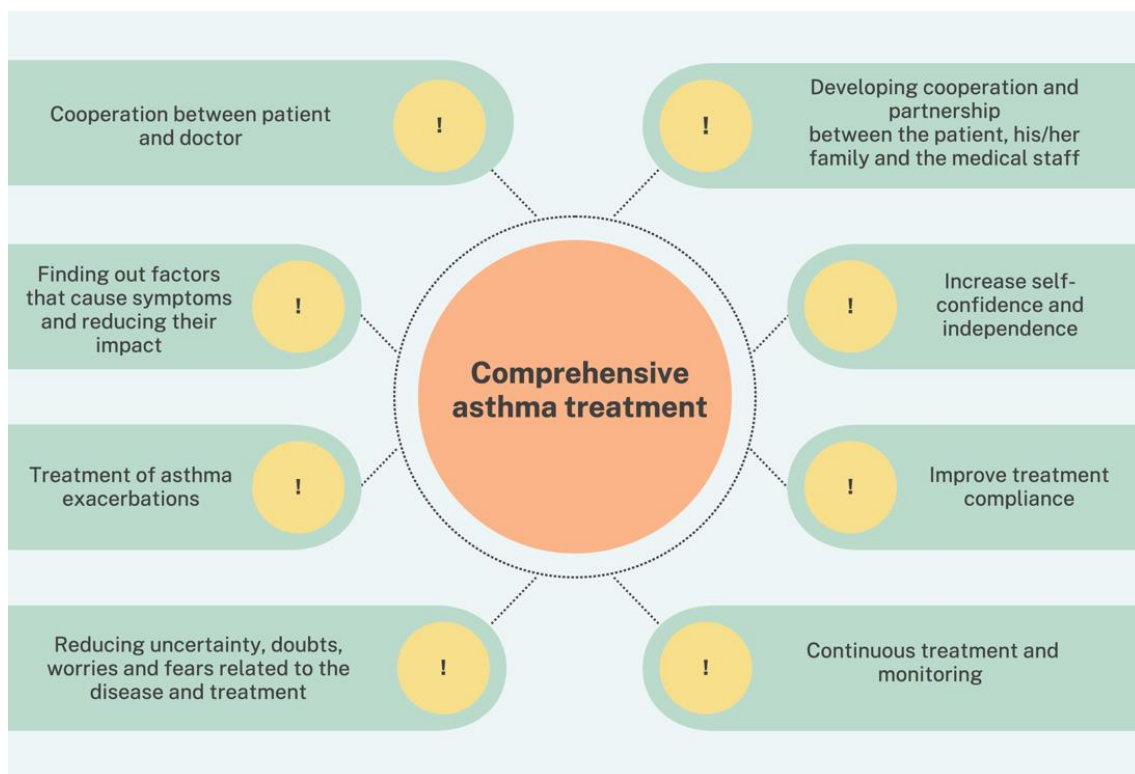 Cooperation between patient
and doctor
!
!
Developing cooperation and
partnership
between the patient, his/her
family and the medical staff
Finding out factors
that cause symptoms
and reducing their
impact
!
!
Increase self-
confidence and
independence
Comprehensive
asthma treatment
Treatment of asthma
exacerbations
!
!
Improve treatment
compliance
Reducing uncertainty, doubts,
worries and fears related to the
disease and treatment
!
!
Continuous treatment and
monitoring